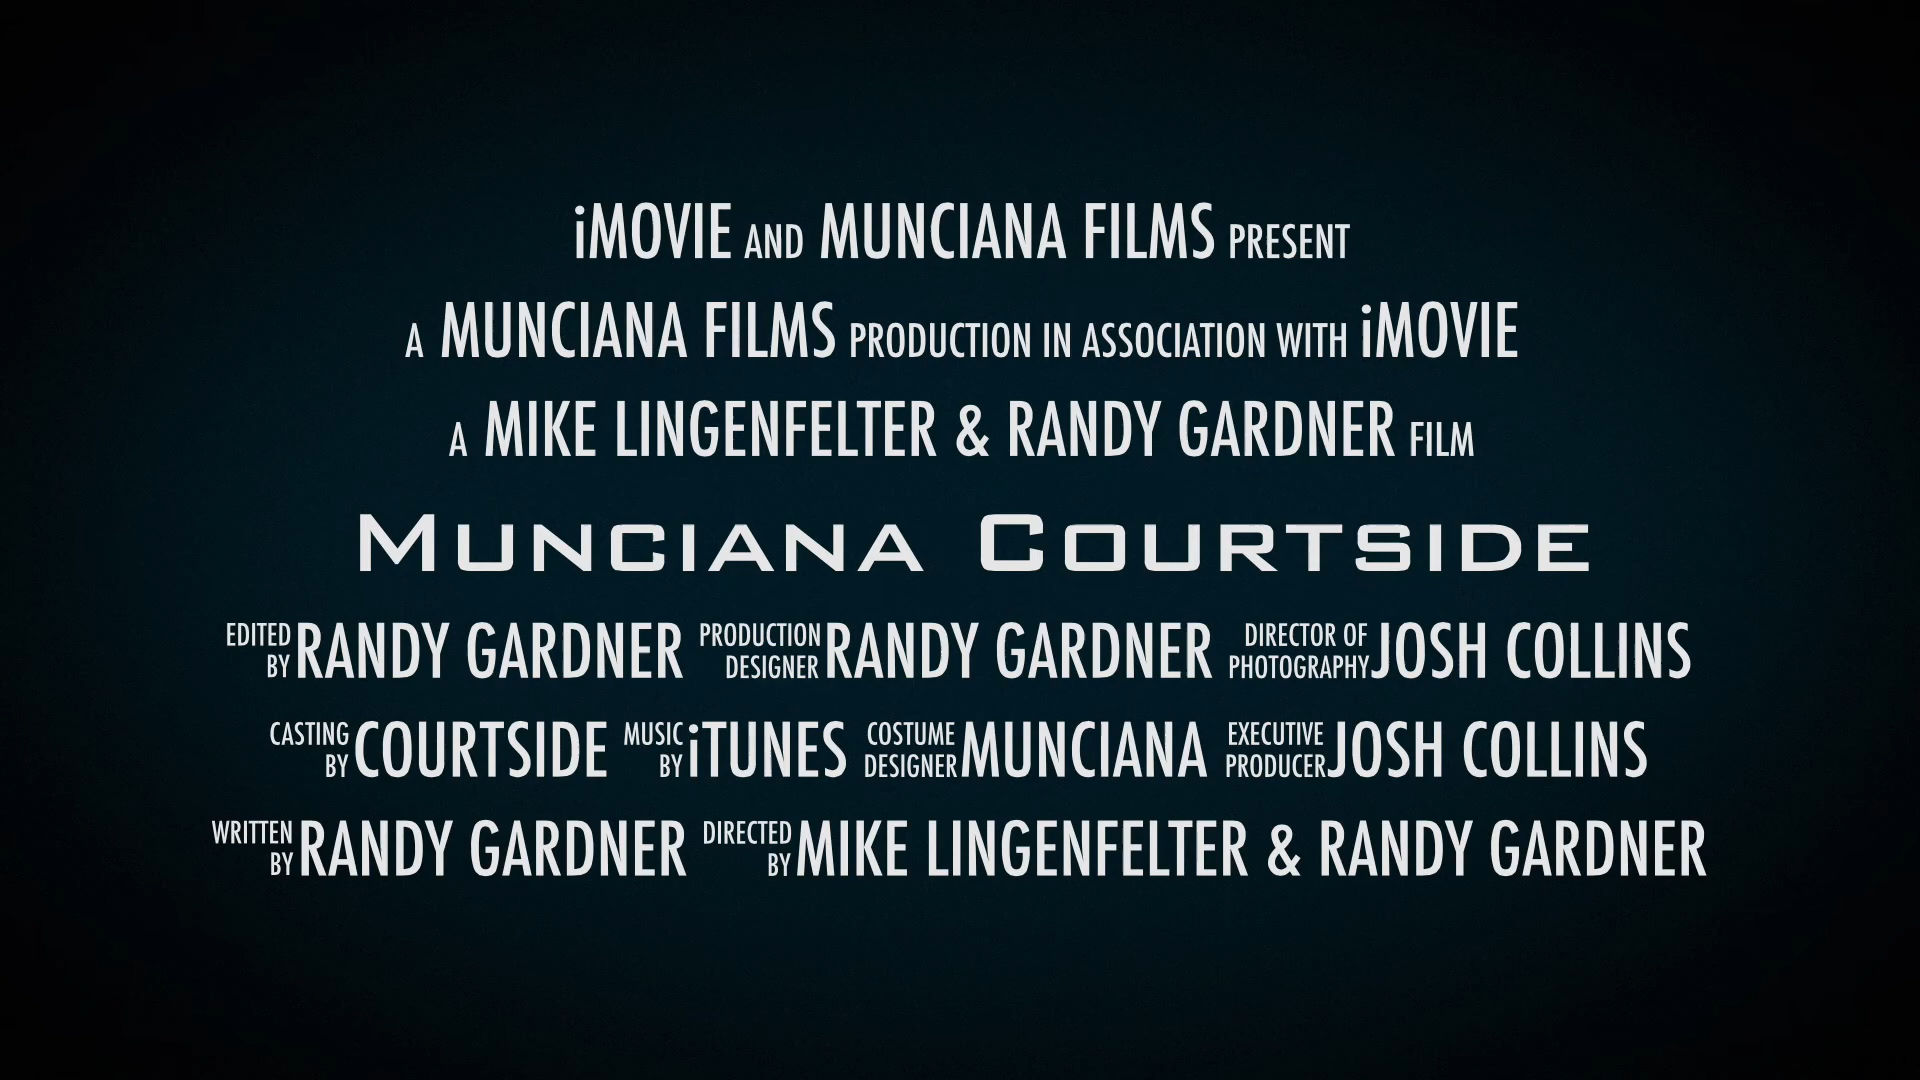 iMOVIE AND MUNCIANA FILMS PRESENT
A MUNCIANA FILMS PRODUCTION IN ASSOCIATION WITH iMOVIE
A MIKE LINGENFELTER & RANDY GARDNER FILM
MUNCIANA COURTSIDE
EDITED BY RANDY GARDNER PRODUCTION DESIGNER RANDY GARDNER DIRECTOR OF PHOTOGRAPHY JOSH COLLINS
CASTING BY COURTSIDE MUSIC BY iTUNES COSTUME DESIGNER MUNCIANA EXECUTIVE PRODUCER JOSH COLLINS
WRITTEN BY RANDY GARDNER DIRECTED BY MIKE LINGENFELTER & RANDY GARDNER